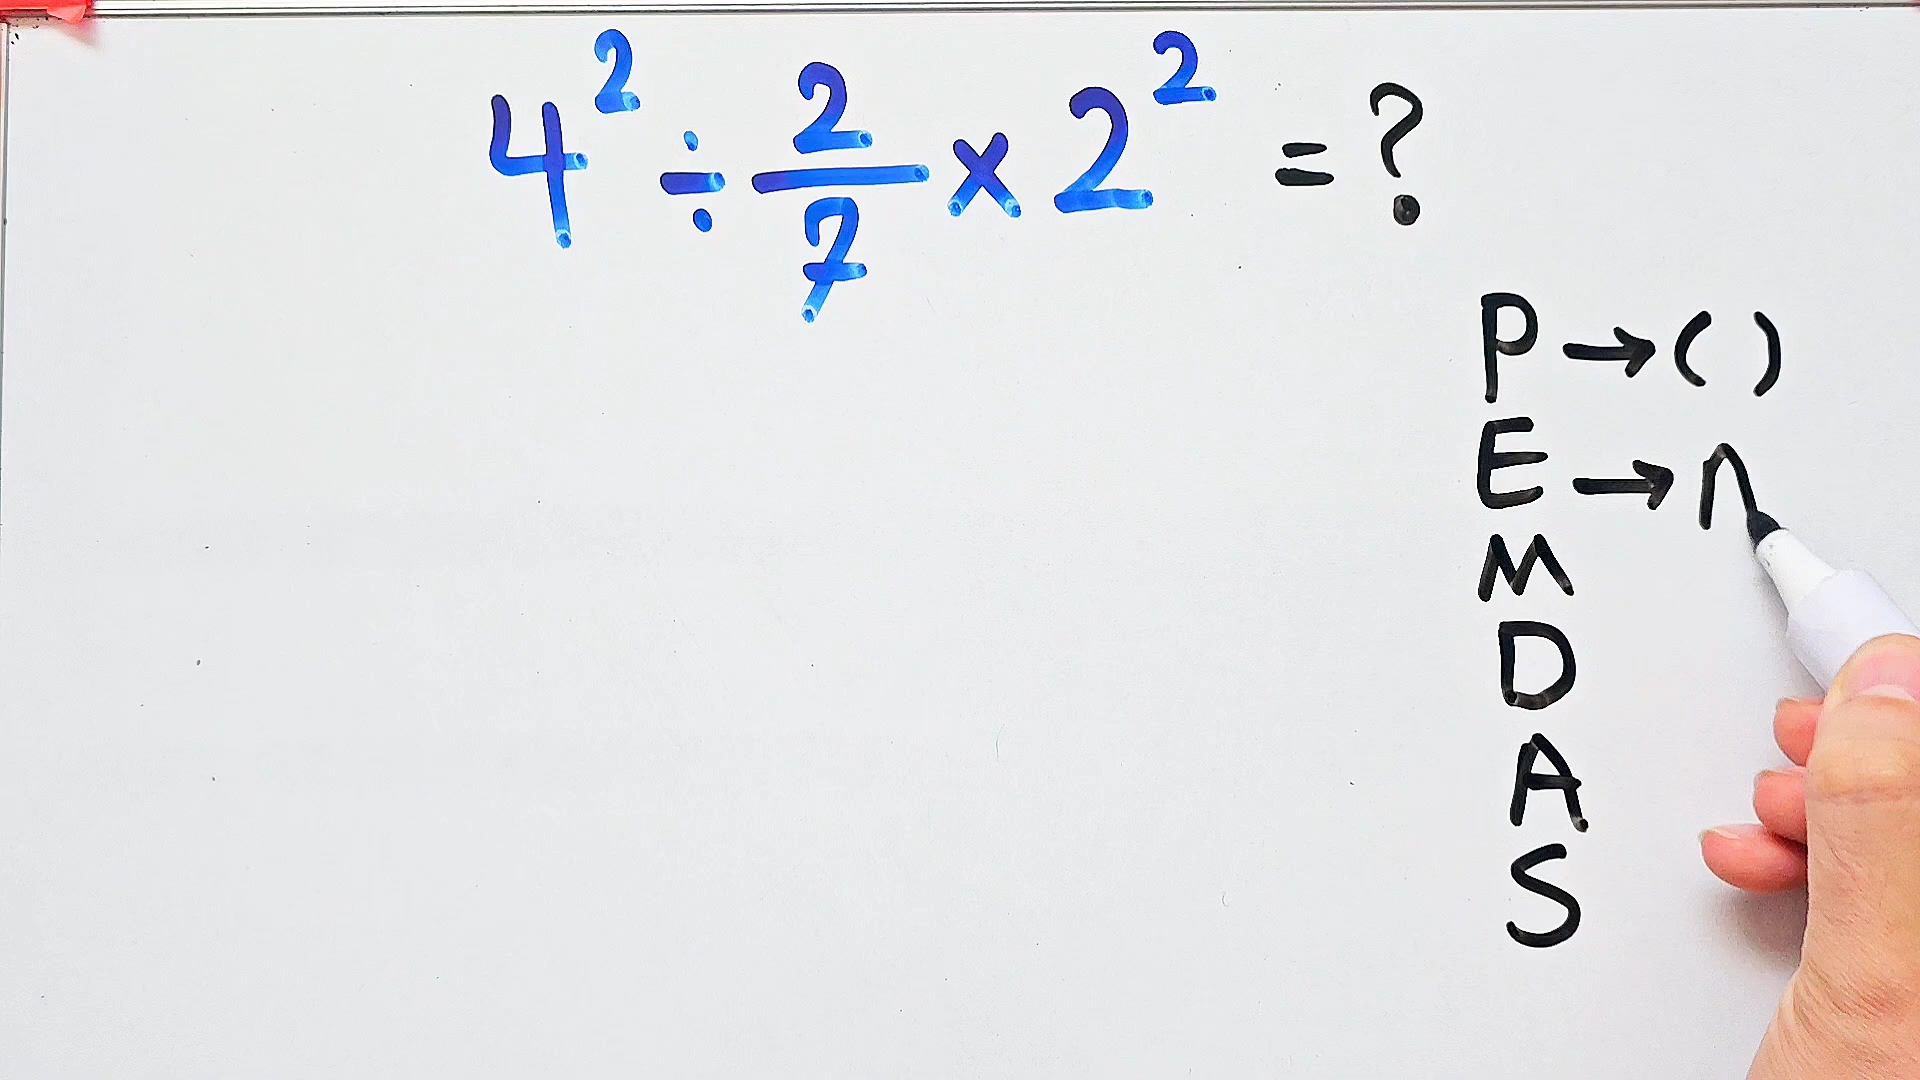 4² ÷ 2/7 × 2² = ?
P → ( )
E → n
M
D
A
S